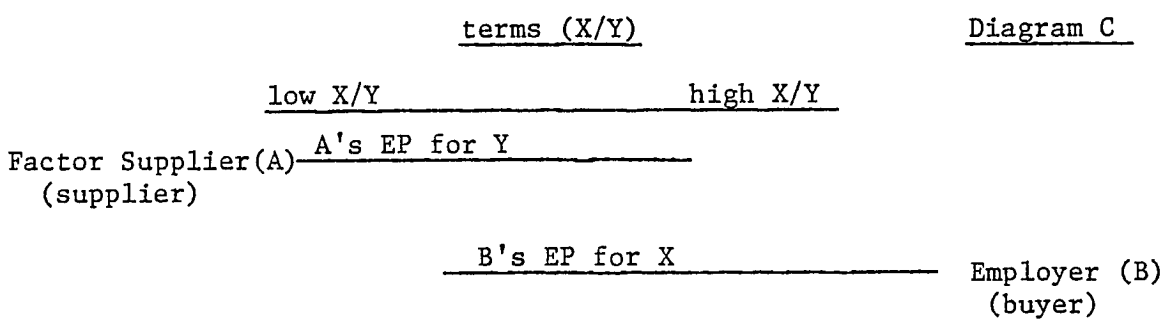 terms (X/Y) Diagram C
low X/Y high X/Y
A's EP for Y
Factor Supplier(A)
(supplier)
B's EP for X
Employer (B)
(buyer)